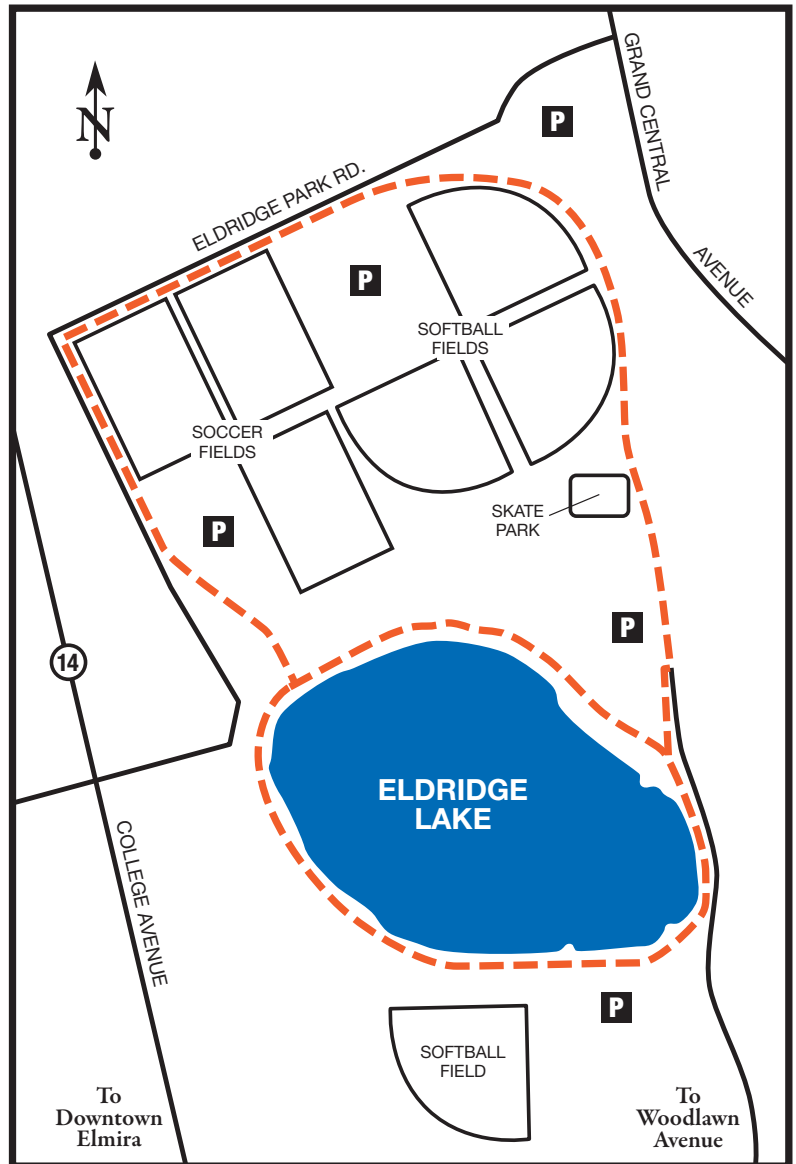 GRAND CENTRAL
AVENUE
N
P
ELDRIDGE PARK RD.
P
SOFTBALL
FIELDS
SOCCER
FIELDS
P
SKATE
PARK
P
14
ELDRIDGE
LAKE
COLLEGE AVENUE
P
SOFTBALL
FIELD
To
Downtown
Elmira
To
Woodlawn
Avenue